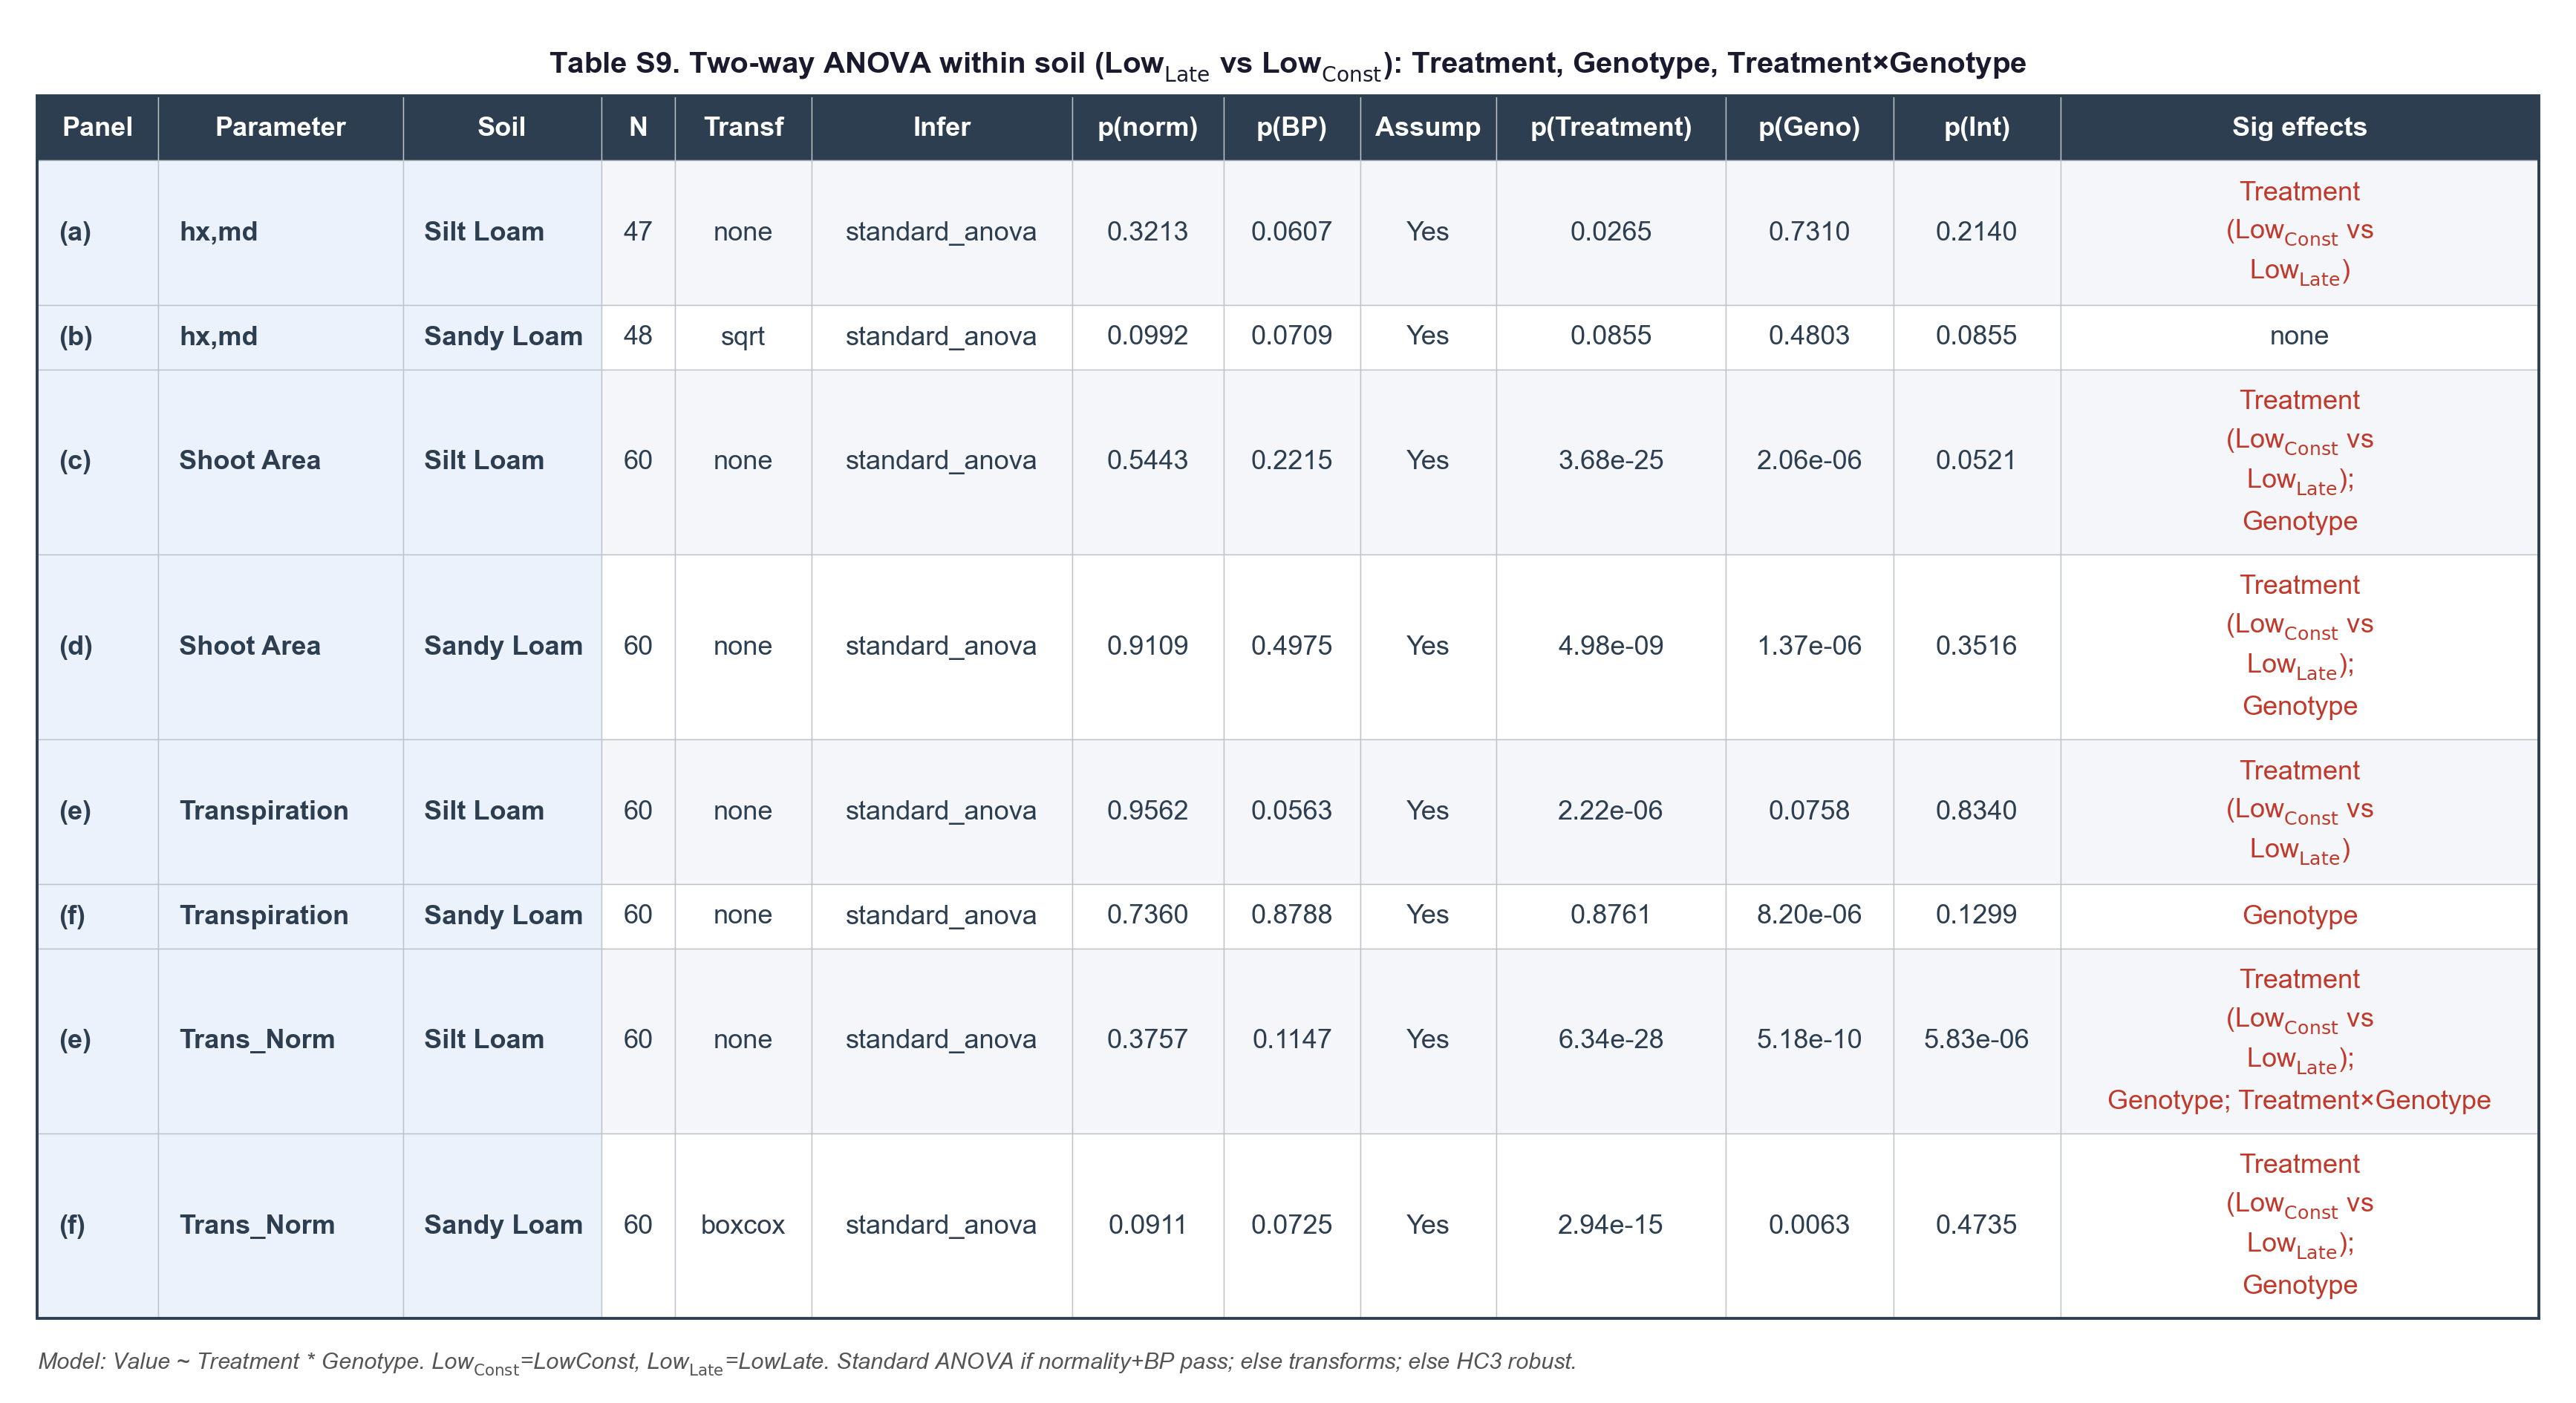 Table S9. Two-way ANOVA within soil (LowLate vs LowConst): Treatment, Genotype, Treatment×Genotype
Panel Parameter Soil N Transf Infer p(norm) p(BP) Assump p(Treatment) p(Geno) p(Int) Sig effects
(a) hx,md Silt Loam 47 none standard_anova 0.3213 0.0607 Yes 0.0265 0.7310 0.2140 Treatment
(LowConst vs
LowLate)
(b) hx,md Sandy Loam 48 sqrt standard_anova 0.0992 0.0709 Yes 0.0855 0.4803 0.0855 none
(c) Shoot Area Silt Loam 60 none standard_anova 0.5443 0.2215 Yes 3.68e-25 2.06e-06 0.0521 Treatment
(LowConst vs
LowLate);
Genotype
(d) Shoot Area Sandy Loam 60 none standard_anova 0.9109 0.4975 Yes 4.98e-09 1.37e-06 0.3516 Treatment
(LowConst vs
LowLate);
Genotype
(e) Transpiration Silt Loam 60 none standard_anova 0.9562 0.0563 Yes 2.22e-06 0.0758 0.8340 Treatment
(LowConst vs
LowLate)
(f) Transpiration Sandy Loam 60 none standard_anova 0.7360 0.8788 Yes 0.8761 8.20e-06 0.1299 Genotype
(e) Trans_Norm Silt Loam 60 none standard_anova 0.3757 0.1147 Yes 6.34e-28 5.18e-10 5.83e-06 Treatment
(LowConst vs
LowLate);
Genotype; Treatment×Genotype
(f) Trans_Norm Sandy Loam 60 boxcox standard_anova 0.0911 0.0725 Yes 2.94e-15 0.0063 0.4735 Treatment
(LowConst vs
LowLate);
Genotype
Model: Value ~ Treatment * Genotype. LowConst=LowConst, LowLate=LowLate. Standard ANOVA if normality+BP pass; else transforms; else HC3 robust.